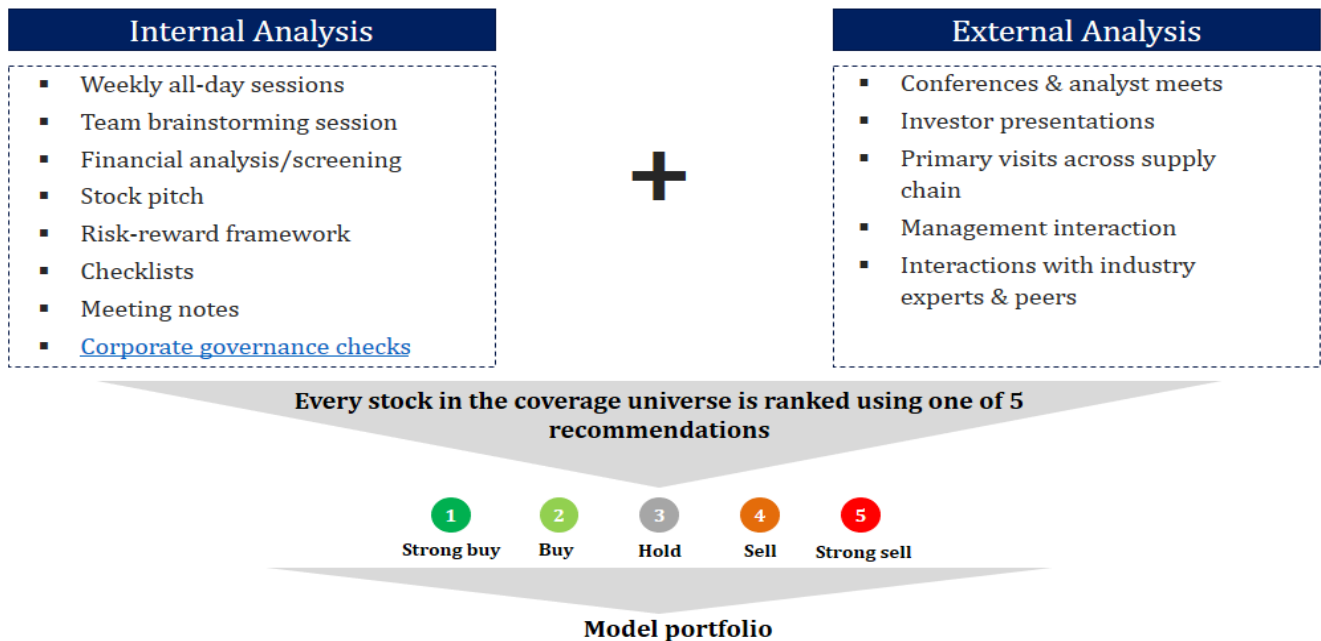 Internal Analysis
▪ Weekly all-day sessions
▪ Team brainstorming session
▪ Financial analysis/screening
▪ Stock pitch
▪ Risk-reward framework
▪ Checklists
▪ Meeting notes
▪ Corporate governance checks
+
External Analysis
▪ Conferences & analyst meets
▪ Investor presentations
▪ Primary visits across supply
chain
▪ Management interaction
▪ Interactions with industry
experts & peers
Every stock in the coverage universe is ranked using one of 5
recommendations
1 2 3 4 5
Strong buy Buy Hold Sell Strong sell
Model portfolio